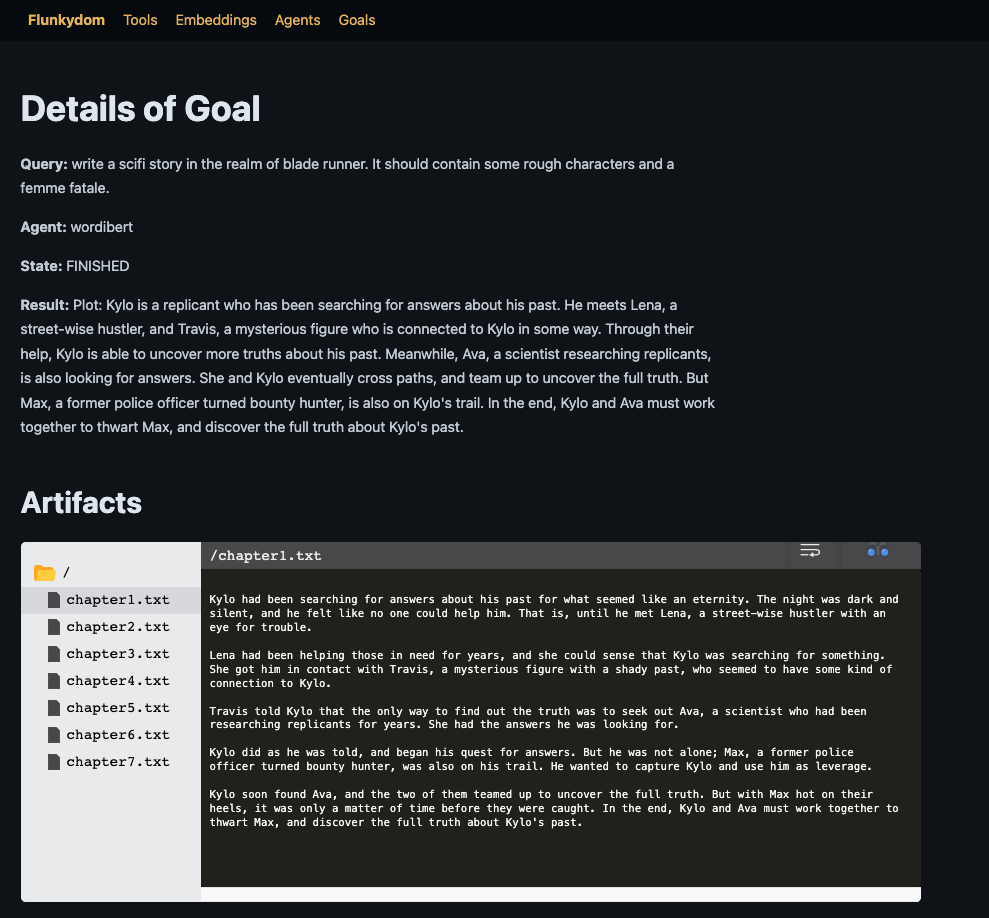 Flunkydom Tools Embeddings Agents Goals
Details of Goal
Query: write a scifi story in the realm of blade runner. It should contain some rough characters and a
femme fatale.
Agent: wordibert
State: FINISHED
Result: Plot: Kylo is a replicant who has been searching for answers about his past. He meets Lena, a
street-wise hustler, and Travis, a mysterious figure who is connected to Kylo in some way. Through their
help, Kylo is able to uncover more truths about his past. Meanwhile, Ava, a scientist researching replicants,
is also looking for answers. She and Kylo eventually cross paths, and team up to uncover the full truth. But
Max, a former police officer turned bounty hunter, is also on Kylo's trail. In the end, Kylo and Ava must work
together to thwart Max, and discover the full truth about Kylo's past.
Artifacts
/
chapter1.txt
chapter2.txt
chapter3.txt
chapter4.txt
chapter5.txt
chapter6.txt
chapter7.txt
/chapter1.txt
Kylo had been searching for answers about his past for what seemed like an eternity. The night was dark and
silent, and he felt like no one could help him. That is, until he met Lena, a street-wise hustler with an
eye for trouble.
Lena had been helping those in need for years, and she could sense that Kylo was searching for something.
She got him in contact with Travis, a mysterious figure with a shady past, who seemed to have some kind of
connection to Kylo.
Travis told Kylo that the only way to find out the truth was to seek out Ava, a scientist who had been
researching replicants for years. She had the answers he was looking for.
Kylo did as he was told, and began his quest for answers. But he was not alone; Max, a former police
officer turned bounty hunter, was also on his trail. He wanted to capture Kylo and use him as leverage.
Kylo soon found Ava, and the two of them teamed up to uncover the full truth. But with Max hot on their
heels, it was only a matter of time before they were caught. In the end, Kylo and Ava must work together to
thwart Max, and discover the full truth about Kylo's past.